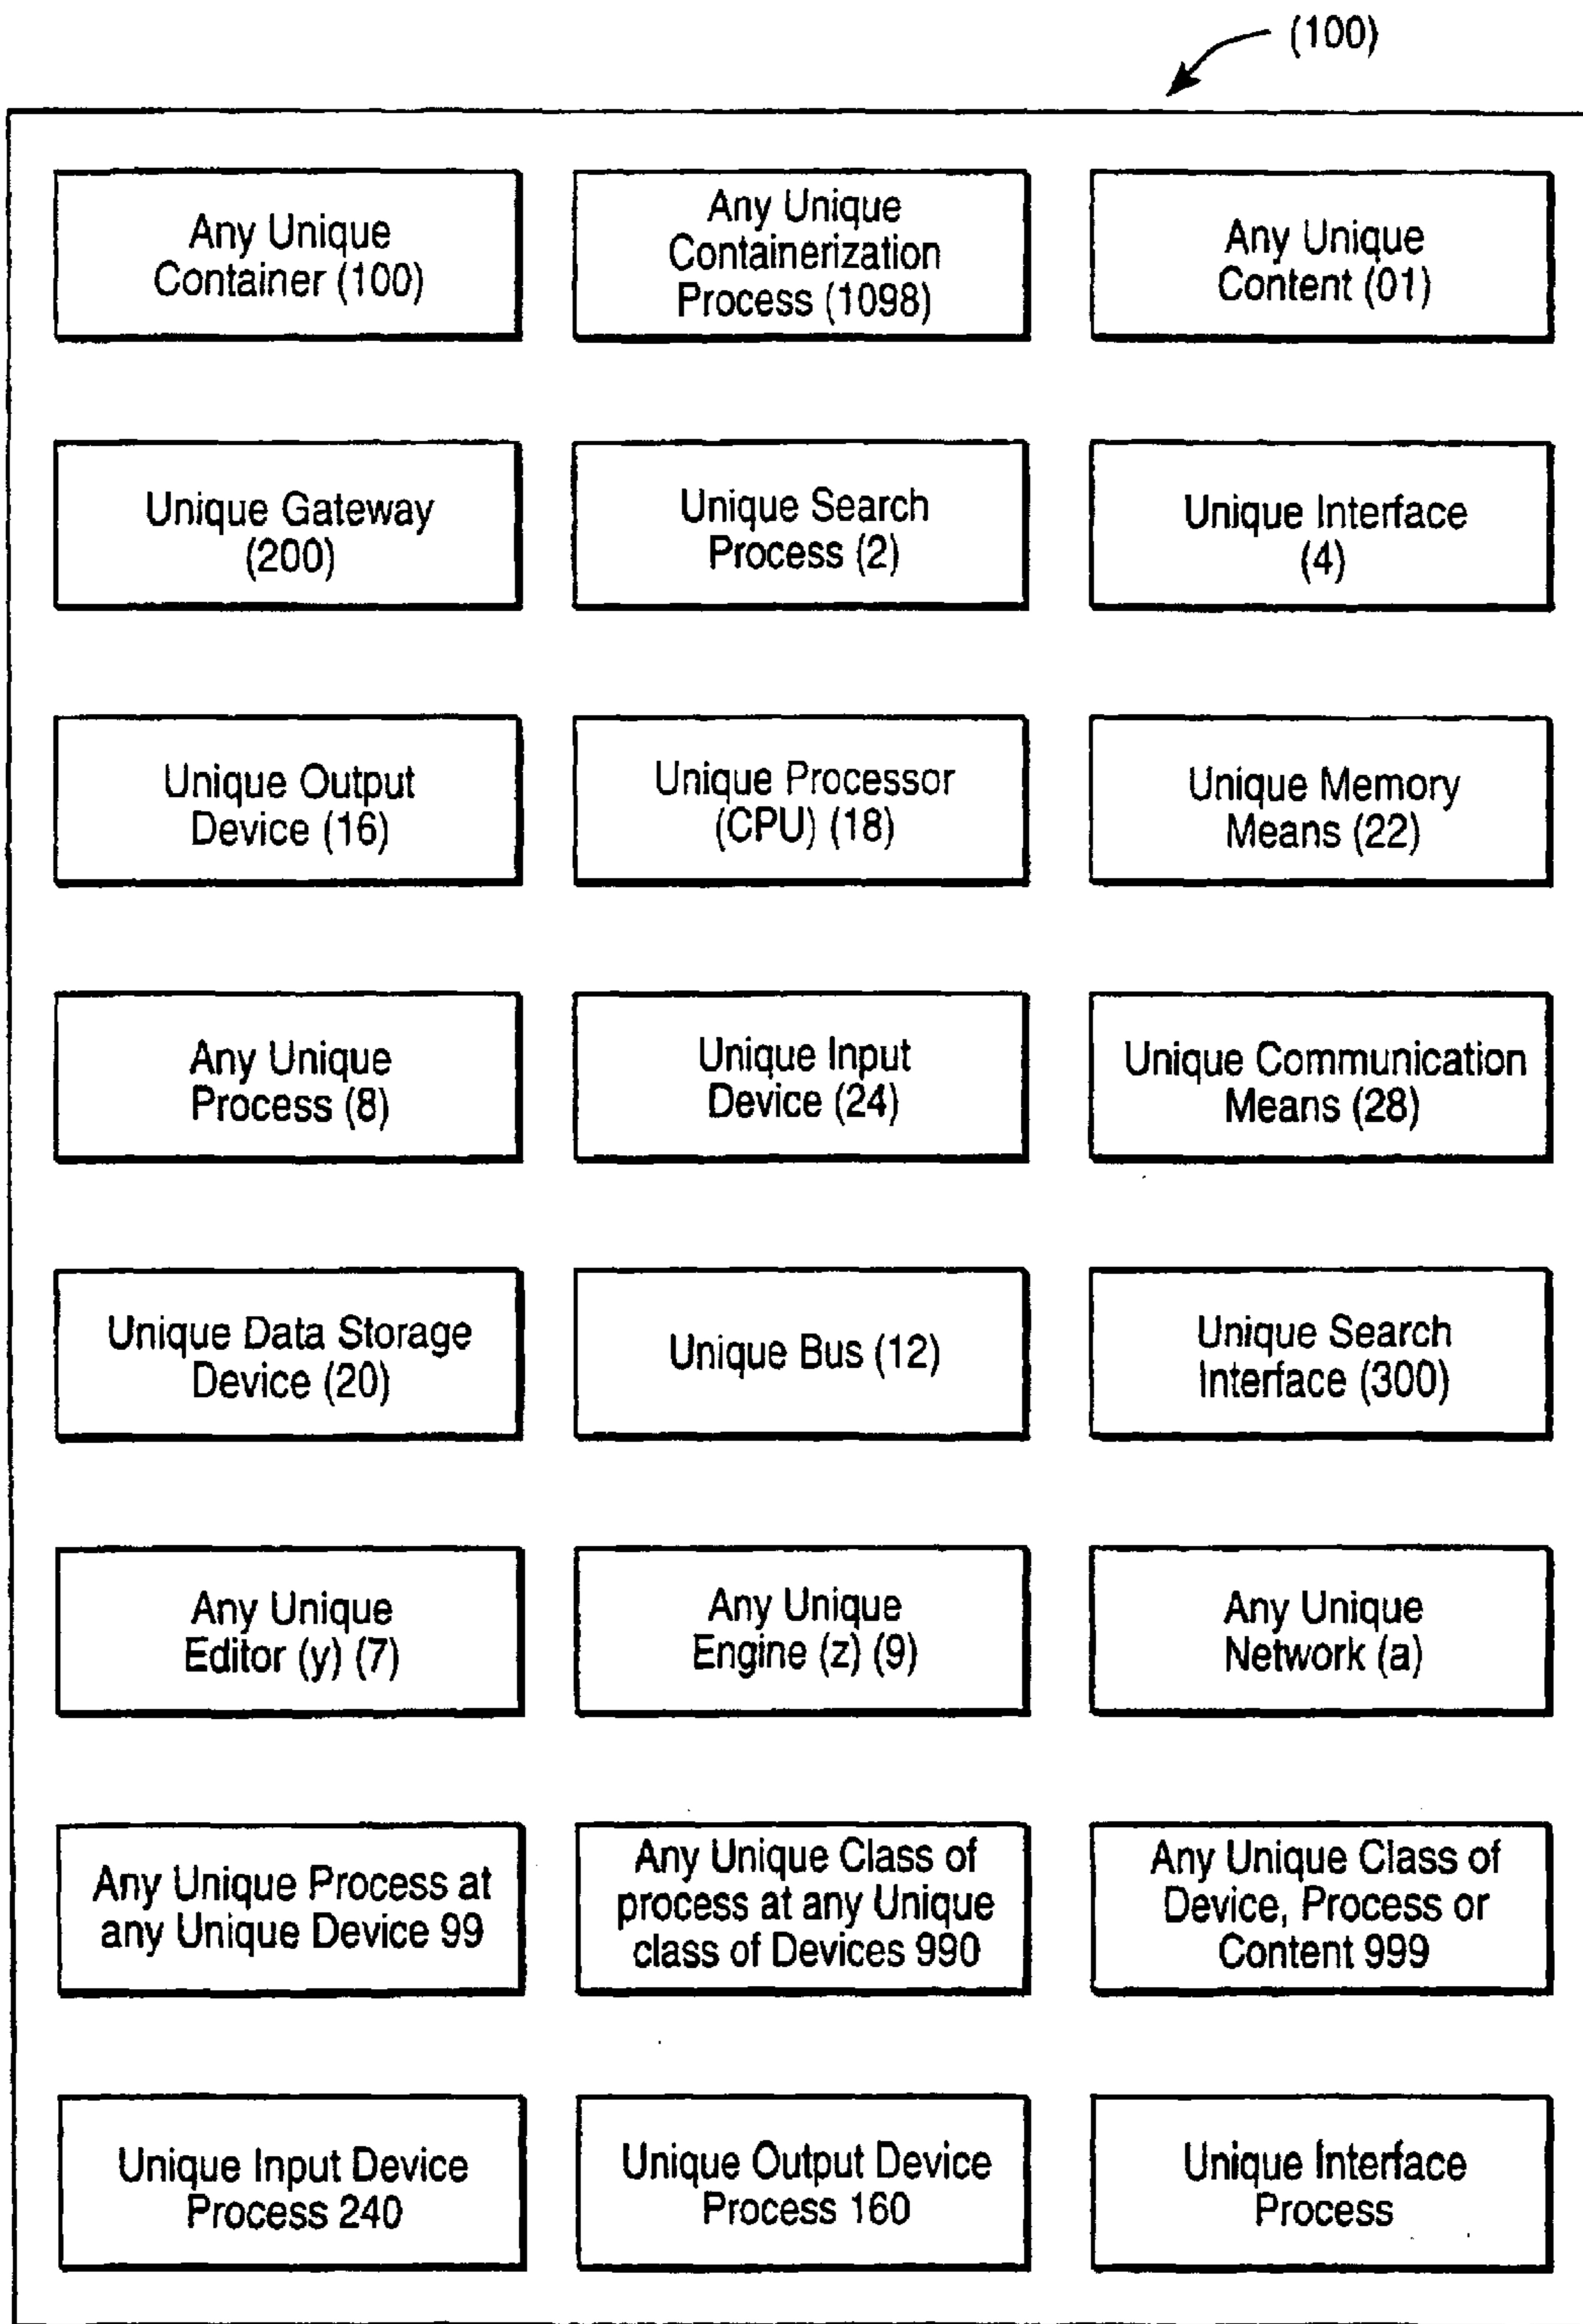 (100)
Any Unique
Container (100)
Any Unique
Containerization
Process (1098)
Any Unique
Content (01)
Unique Gateway
(200)
Unique Search
Process (2)
Unique Interface
(4)
Unique Output
Device (16)
Unique Processor
(CPU) (18)
Unique Memory
Means (22)
Any Unique
Process (8)
Unique Input
Device (24)
Unique Communication
Means (28)
Unique Data Storage
Device (20)
Unique Bus (12)
Unique Search
Interface (300)
Any Unique
Editor (y) (7)
Any Unique
Engine (z) (9)
Any Unique
Network (a)
Any Unique Process at
any Unique Device 99
Any Unique Class of
process at any Unique
class of Devices 990
Any Unique Class of
Device, Process or
Content 999
Unique Input Device
Process 240
Unique Output Device
Process 160
Unique Interface
Process